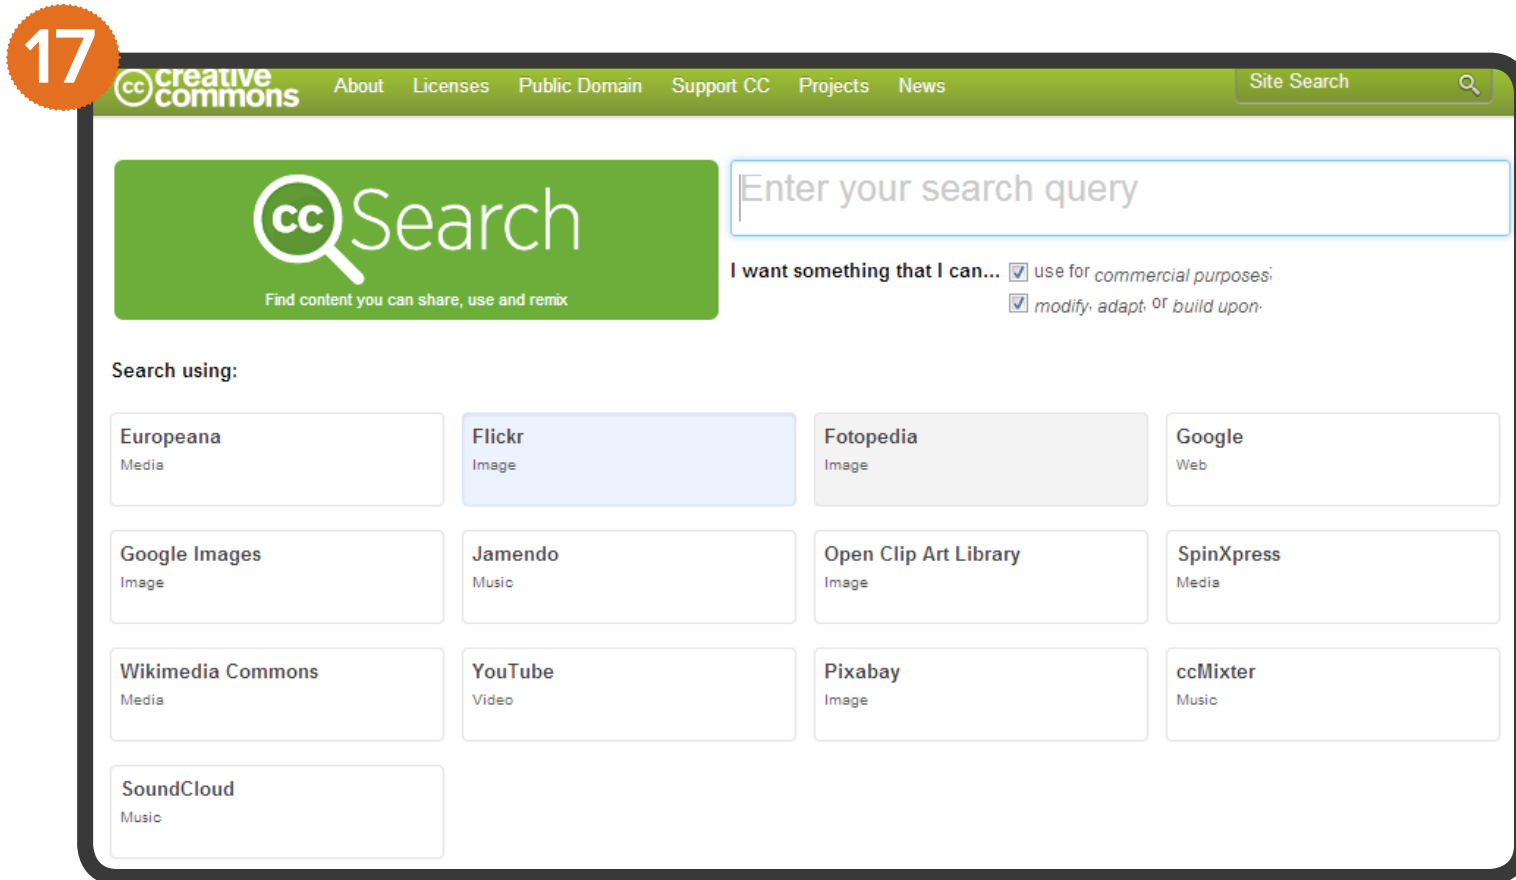 17
cc creative commons About Licenses Public Domain Support CC Projects News Site Search
cc Search
Find content you can share, use and remix
Enter your search query
I want something that I can... use for commercial purposes;
modify, adapt, or build upon.
Search using:
Europeana
Media
Flickr
Image
Fotopedia
Image
Google
Web
Google Images
Image
Jamendo
Music
Open Clip Art Library
Image
SpinXpress
Media
Wikimedia Commons
Media
YouTube
Video
Pixabay
Image
ccMixter
Music
SoundCloud
Music